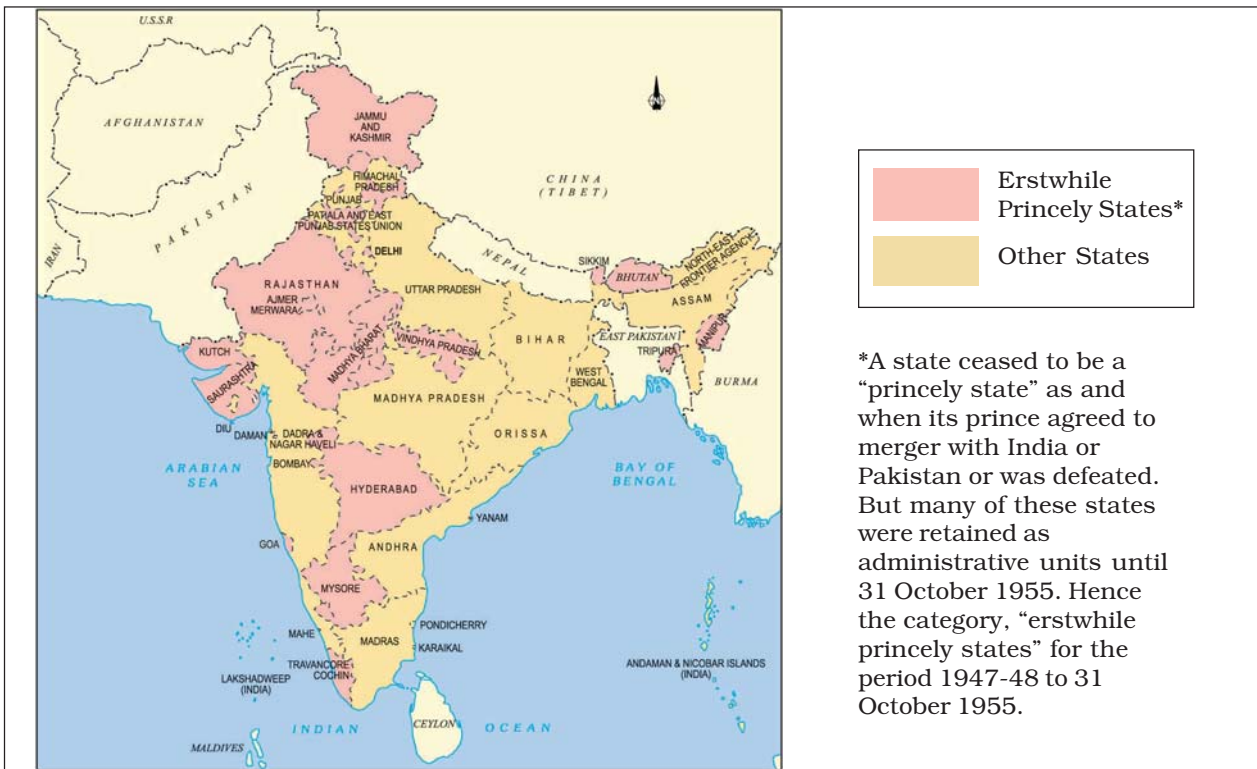 U.S.S.R
AFGHANISTAN
PAKISTAN
IRAN
CHINA
(TIBET)
NEPAL
JAMMU
AND
KASHMIR
HIMACHAL
PRADESH
PUNJAB
PATIALA AND EAST
PUNJAB STATES UNION
DELHI
RAJASTHAN
AJMER
MERWARA
UTTAR PRADESH
SIKKIM
BHUTAN
NORTH-EAST
FRONTIER AGENCY
ASSAM
BIHAR
EAST PAKISTAN
MANIPUR
TRIPURA
KUTCH
SAURASHTRA
MADHYA BHARAT
VINDHYA PRADESH
WEST
BENGAL
BURMA
MADHYA PRADESH
DIU
DAMAN
DADRA &
NAGAR HAVELI
ORISSA
BOMBAY
ARABIAN
SEA
HYDERABAD
BAY OF
BENGAL
YANAM
GOA
ANDHRA
MYSORE
MAHE
MADRAS
PONDICHERRY
KARAIKAL
TRAVANCORE
COCHIN
LAKSHADWEEP
(INDIA)
ANDAMAN & NICOBAR ISLANDS
(INDIA)
CEYLON
INDIAN OCEAN
MALDIVES
N
Erstwhile
Princely States*
Other States
*A state ceased to be a
“princely state” as and
when its prince agreed to
merger with India or
Pakistan or was defeated.
But many of these states
were retained as
administrative units until
31 October 1955. Hence
the category, “erstwhile
princely states” for the
period 1947-48 to 31
October 1955.